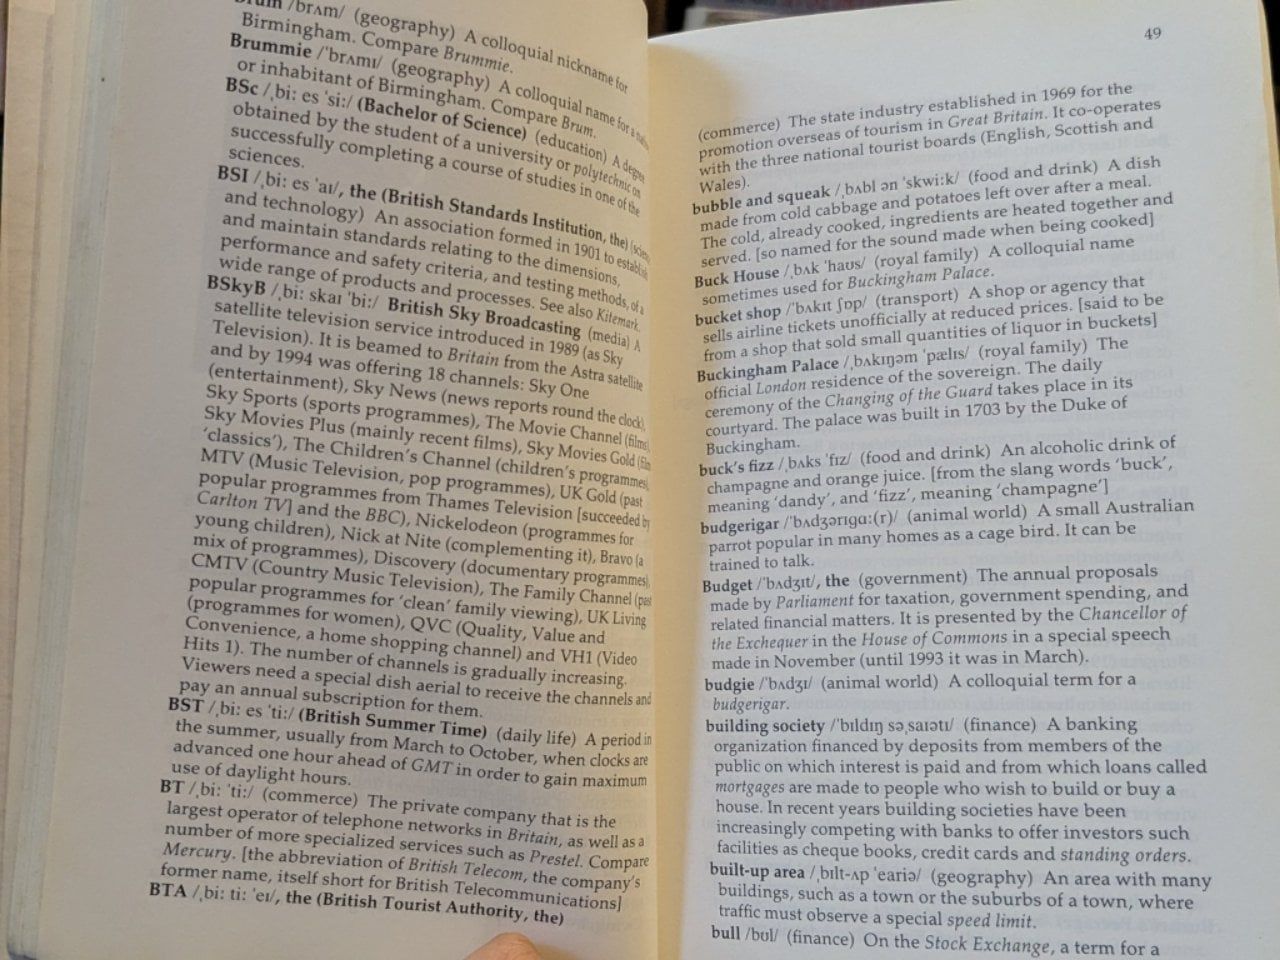 Brum /brʌm/ (geography) A colloquial nickname for
Birmingham. Compare Brummie.
Brummie /ˈbrʌmɪ/ (geography) A colloquial name for a
or inhabitant of Birmingham. Compare Brum.
BSc /ˌbiː es ˈsiː/ (Bachelor of Science) (education) A degree
obtained by the student of a university or polytechnic on
successfully completing a course of studies in one of the
sciences.
BSI /ˌbiː es ˈaɪ/, the (British Standards Institution, the)
and technology) An association formed in 1901 to establish
and maintain standards relating to the dimensions,
performance and safety criteria, and testing methods, of a
wide range of products and processes. See also Kitemark.
BSkyB /ˌbiː skaɪ ˈbiː/ British Sky Broadcasting (media) A
satellite television service introduced in 1989 (as Sky
Television). It is beamed to Britain from the Astra satellite
and by 1994 was offering 18 channels: Sky One
(entertainment), Sky News (news reports round the clock),
Sky Sports (sports programmes), The Movie Channel (films),
Sky Movies Plus (mainly recent films), Sky Movies Gold (film
‘classics’), The Children’s Channel (children’s programmes),
MTV (Music Television, pop programmes), UK Gold (past
popular programmes from Thames Television [succeeded by
Carlton TV] and the BBC), Nickelodeon (programmes for
young children), Nick at Nite (complementing it), Bravo (a
mix of programmes), Discovery (documentary programmes),
CMTV (Country Music Television), The Family Channel (past
popular programmes for ‘clean’ family viewing), UK Living
(programmes for women), QVC (Quality, Value and
Convenience, a home shopping channel) and VH1 (Video
Hits 1). The number of channels is gradually increasing.
Viewers need a special dish aerial to receive the channels and
pay an annual subscription for them.
BST /ˌbiː es ˈtiː/ (British Summer Time) (daily life) A period in
the summer, usually from March to October, when clocks are
advanced one hour ahead of GMT in order to gain maximum
use of daylight hours.
BT /ˌbiː ˈtiː/ (commerce) The private company that is the
largest operator of telephone networks in Britain, as well as a
number of more specialized services such as Prestel. Compare
Mercury. [the abbreviation of British Telecom, the company’s
former name, itself short for British Telecommunications]
BTA /ˌbiː tiː ˈeɪ/, the (British Tourist Authority, the)
49
(commerce) The state industry established in 1969 for the
promotion overseas of tourism in Great Britain. It co-operates
with the three national tourist boards (English, Scottish and
Wales).
bubble and squeak /ˌbʌbl ən ˈskwiːk/ (food and drink) A dish
made from cold cabbage and potatoes left over after a meal.
The cold, already cooked, ingredients are heated together and
served. [so named for the sound made when being cooked]
Buck House /ˌbʌk ˈhaʊs/ (royal family) A colloquial name
sometimes used for Buckingham Palace.
bucket shop /ˈbʌkɪt ʃɒp/ (transport) A shop or agency that
sells airline tickets unofficially at reduced prices. [said to be
from a shop that sold small quantities of liquor in buckets]
Buckingham Palace /ˌbʌkɪŋəm ˈpælɪs/ (royal family) The
official London residence of the sovereign. The daily
ceremony of the Changing of the Guard takes place in its
courtyard. The palace was built in 1703 by the Duke of
Buckingham.
buck’s fizz /ˌbʌks ˈfɪz/ (food and drink) An alcoholic drink of
champagne and orange juice. [from the slang words ‘buck’,
meaning ‘dandy’, and ‘fizz’, meaning ‘champagne’]
budgerigar /ˈbʌdʒərɪgɑː(r)/ (animal world) A small Australian
parrot popular in many homes as a cage bird. It can be
trained to talk.
Budget /ˈbʌdʒɪt/, the (government) The annual proposals
made by Parliament for taxation, government spending, and
related financial matters. It is presented by the Chancellor of
the Exchequer in the House of Commons in a special speech
made in November (until 1993 it was in March).
budgie /ˈbʌdʒɪ/ (animal world) A colloquial term for a
budgerigar.
building society /ˈbɪldɪŋ səˌsaɪətɪ/ (finance) A banking
organization financed by deposits from members of the
public on which interest is paid and from which loans called
mortgages are made to people who wish to build or buy a
house. In recent years building societies have been
increasingly competing with banks to offer investors such
facilities as cheque books, credit cards and standing orders.
built-up area /ˌbɪlt-ʌp ˈeəriə/ (geography) An area with many
buildings, such as a town or the suburbs of a town, where
traffic must observe a special speed limit.
bull /bʊl/ (finance) On the Stock Exchange, a term for a